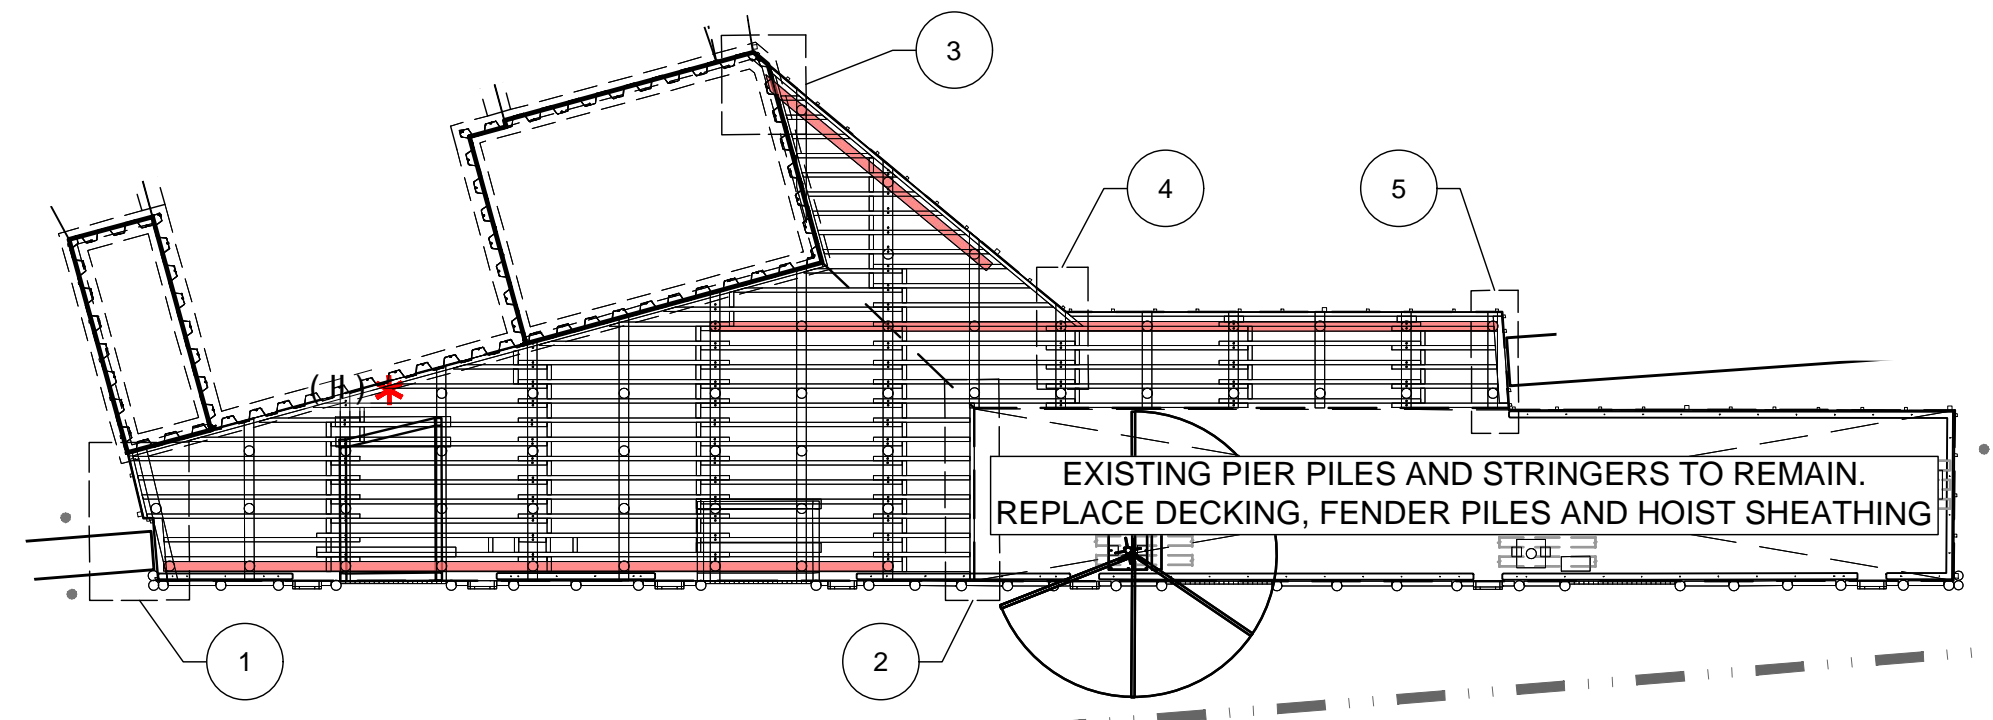 3
4
5
( II )
EXISTING PIER PILES AND STRINGERS TO REMAIN.
REPLACE DECKING, FENDER PILES AND HOIST SHEATHING
1
2